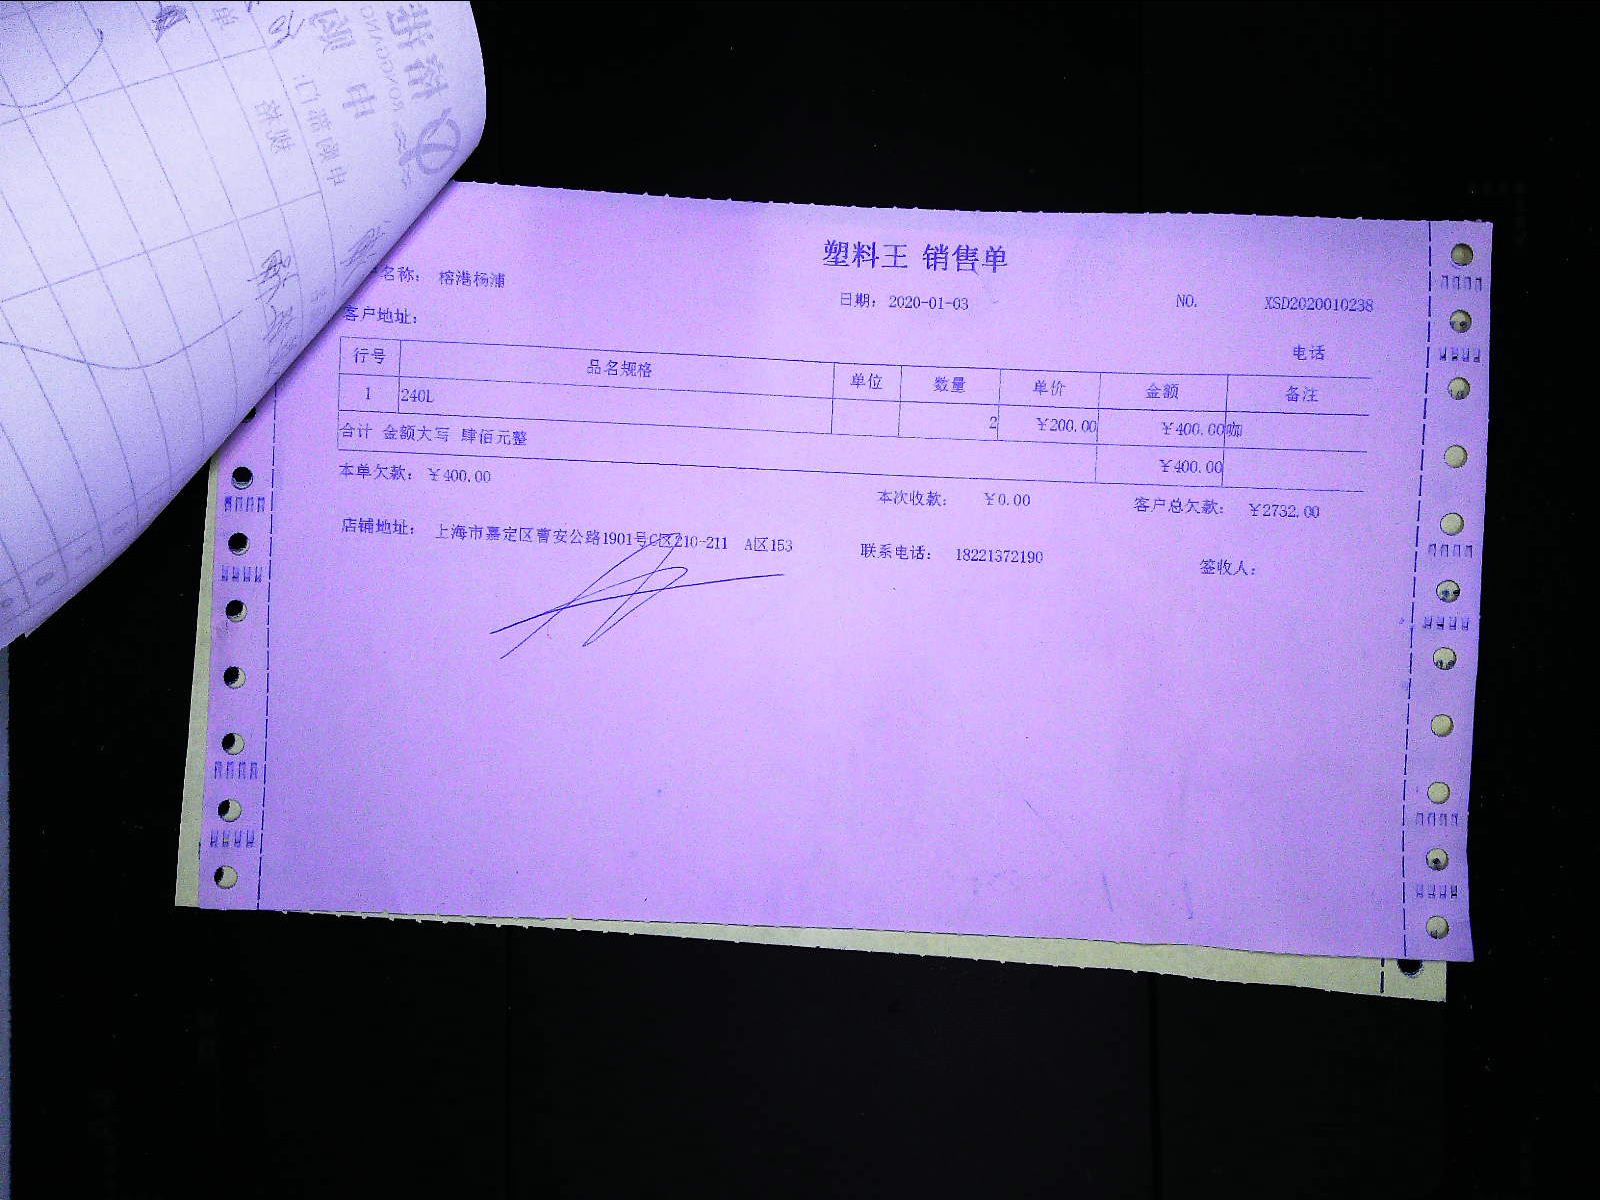 塑料王 销售单
名称： 榕港杨浦
日期： 2020-01-03 NO. XSD2020010238
客户地址：
电话
行号 品名规格 单位 数量 单价 金额 备注
1 240L 2 ￥200.00 ￥400.00 咖
合计 金额大写 肆佰元整 ￥400.00
本单欠款： ￥400.00 本次收款： ￥0.00 客户总欠款： ￥2732.00
店铺地址： 上海市嘉定区曹安公路1901号C区210-211 A区153 联系电话： 18221372190 签收人：